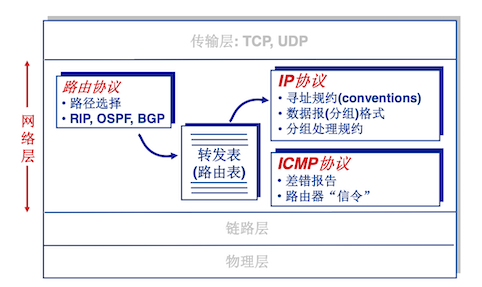 传输层: TCP, UDP
网络层
路由协议
• 路径选择
• RIP, OSPF, BGP
转发表
(路由表)
IP协议
• 寻址规约(conventions)
• 数据报(分组)格式
• 分组处理规约
ICMP协议
• 差错报告
• 路由器“信令”
链路层
物理层